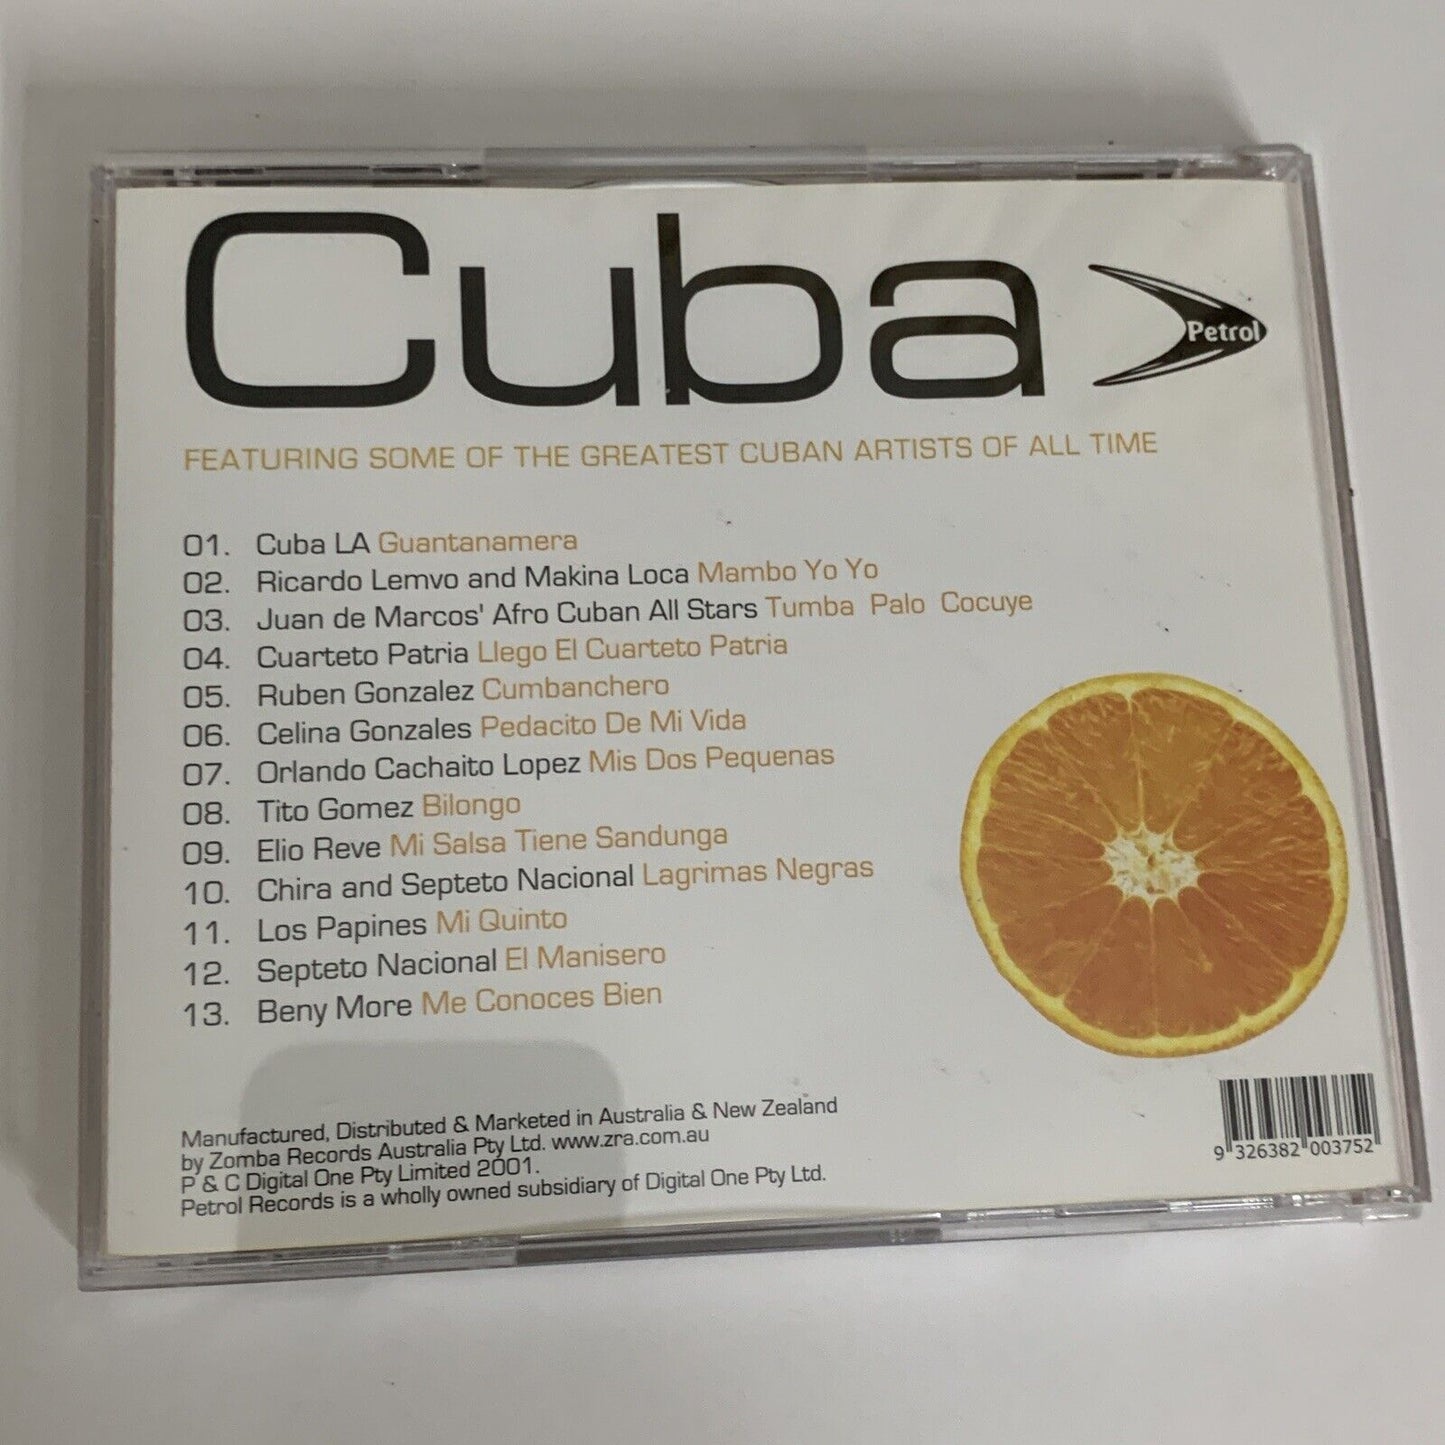 Cuba
Petrol
FEATURING SOME OF THE GREATEST CUBAN ARTISTS OF ALL TIME
01. Cuba LA Guantanamera
02. Ricardo Lemvo and Makina Loca Mambo Yo Yo
03. Juan de Marcos' Afro Cuban All Stars Tumba Palo Cocuye
04. Cuarteto Patria Llego El Cuarteto Patria
05. Ruben Gonzalez Cumbanchero
06. Celina Gonzales Pedacito De Mi Vida
07. Orlando Cachaito Lopez Mis Dos Pequenas
08. Tito Gomez Bilongo
09. Elio Reve Mi Salsa Tiene Sandunga
10. Chira and Septeto Nacional Lagrimas Negras
11. Los Papines Mi Quinto
12. Septeto Nacional El Manisero
13. Beny More Me Conoces Bien
Manufactured, Distributed & Marketed in Australia & New Zealand
by Zomba Records Australia Pty Ltd. www.zra.com.au
P & C Digital One Pty Limited 2001.
Petrol Records is a wholly owned subsidiary of Digital One Pty Ltd.
9 326382 003752